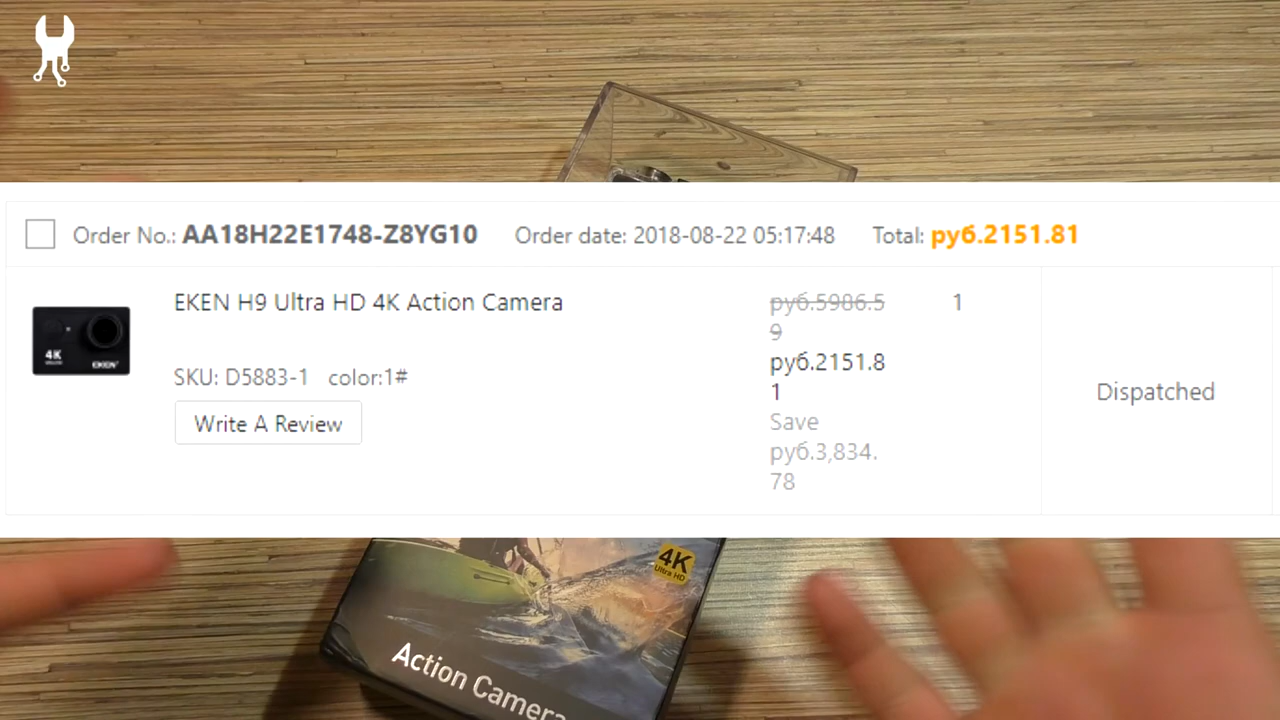 Order No.: AA18H22E1748-Z8YG10 Order date: 2018-08-22 05:17:48 Total: руб.2151.81
EKEN H9 Ultra HD 4K Action Camera
руб.5986.5
9
1
руб.2151.8
1
4K
EKEN
SKU: D5883-1 color:1#
Write A Review
Save
руб.3,834.
78
Dispatched
4K
Ultra HD
Action Camera